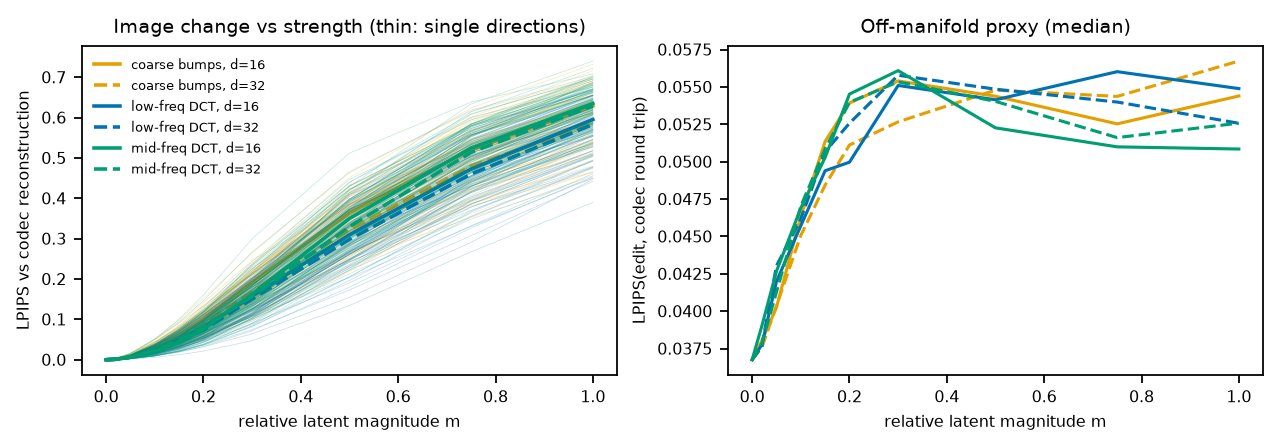 Image change vs strength (thin: single directions)
LPIPS vs codec reconstruction
0.7
0.6
0.5
0.4
0.3
0.2
0.1
0.0
coarse bumps, d=16
coarse bumps, d=32
low-freq DCT, d=16
low-freq DCT, d=32
mid-freq DCT, d=16
mid-freq DCT, d=32
0.0 0.2 0.4 0.6 0.8 1.0
relative latent magnitude m
Off-manifold proxy (median)
LPIPS(edit, codec round trip)
0.0575
0.0550
0.0525
0.0500
0.0475
0.0450
0.0425
0.0400
0.0375
0.0 0.2 0.4 0.6 0.8 1.0
relative latent magnitude m